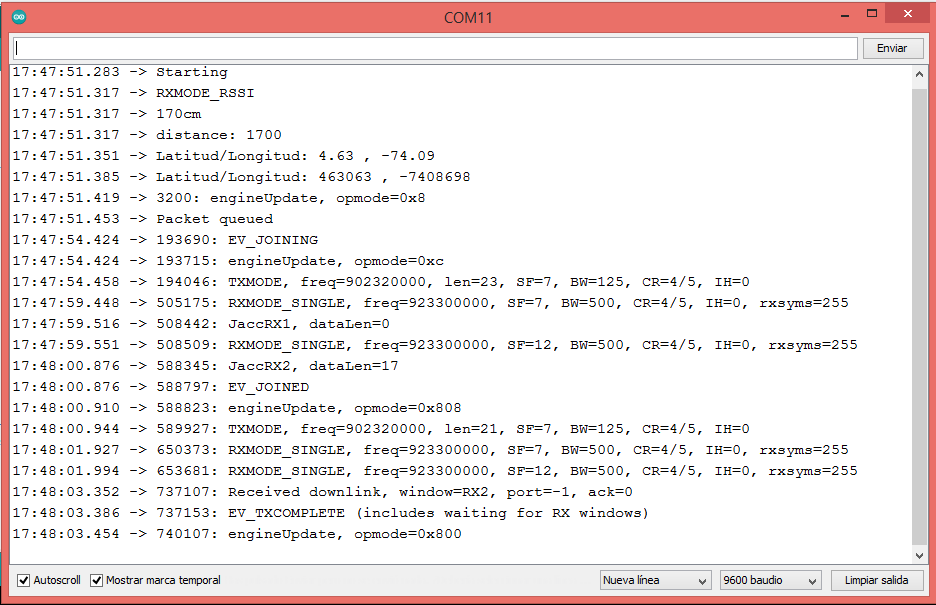 COM11
Enviar
17:47:51.283 -> Starting
17:47:51.317 -> RXMODE_RSSI
17:47:51.317 -> 170cm
17:47:51.317 -> distance: 1700
17:47:51.351 -> Latitud/Longitud: 4.63 , -74.09
17:47:51.385 -> Latitud/Longitud: 463063 , -7408698
17:47:51.419 -> 3200: engineUpdate, opmode=0x8
17:47:51.453 -> Packet queued
17:47:54.424 -> 193690: EV_JOINING
17:47:54.424 -> 193715: engineUpdate, opmode=0xc
17:47:54.458 -> 194046: TXMODE, freq=902320000, len=23, SF=7, BW=125, CR=4/5, IH=0
17:47:59.448 -> 505175: RXMODE_SINGLE, freq=923300000, SF=7, BW=500, CR=4/5, IH=0, rxsyms=255
17:47:59.516 -> 508442: JaccRX1, dataLen=0
17:47:59.551 -> 508509: RXMODE_SINGLE, freq=923300000, SF=12, BW=500, CR=4/5, IH=0, rxsyms=255
17:48:00.876 -> 588345: JaccRX2, dataLen=17
17:48:00.876 -> 588797: EV_JOINED
17:48:00.910 -> 588823: engineUpdate, opmode=0x808
17:48:00.944 -> 589927: TXMODE, freq=902320000, len=21, SF=7, BW=125, CR=4/5, IH=0
17:48:01.927 -> 650373: RXMODE_SINGLE, freq=923300000, SF=7, BW=500, CR=4/5, IH=0, rxsyms=255
17:48:01.994 -> 653681: RXMODE_SINGLE, freq=923300000, SF=12, BW=500, CR=4/5, IH=0, rxsyms=255
17:48:03.352 -> 737107: Received downlink, window=RX2, port=-1, ack=0
17:48:03.386 -> 737153: EV_TXCOMPLETE (includes waiting for RX windows)
17:48:03.454 -> 740107: engineUpdate, opmode=0x800
Autoscroll Mostrar marca temporal Nueva línea 9600 baudio Limpiar salida